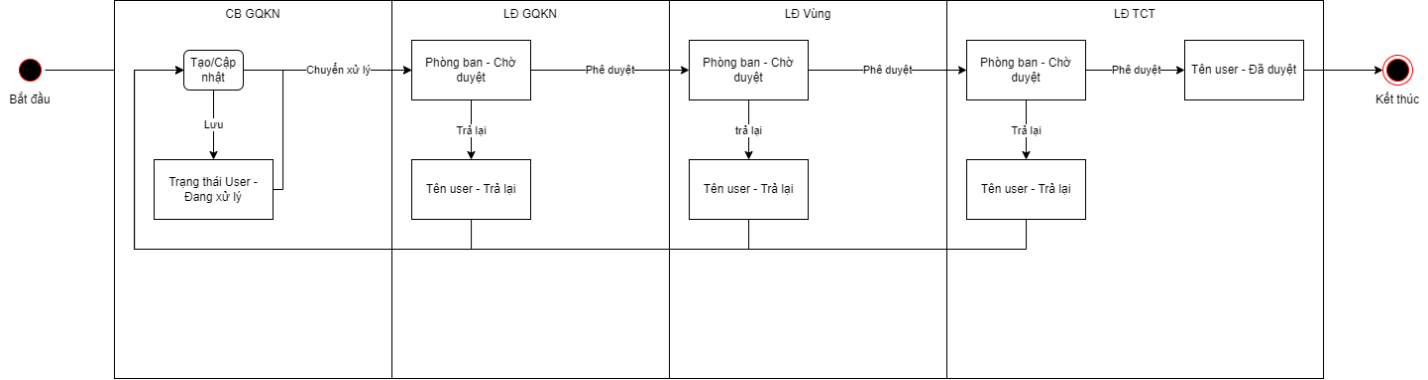 CB GQKN
LĐ GQKN
LĐ Vùng
LĐ TCT
Bắt đầu
Tạo/Cập
nhật
Chuyển xử lý
Phòng ban - Chờ
duyệt
Phê duyệt
Phòng ban - Chờ
duyệt
Phê duyệt
Phòng ban - Chờ
duyệt
Phê duyệt
Tên user - Đã duyệt
Kết thúc
Lưu
Trả lại
trả lại
Trả lại
Trạng thái User -
Đang xử lý
Tên user - Trả lại
Tên user - Trả lại
Tên user - Trả lại